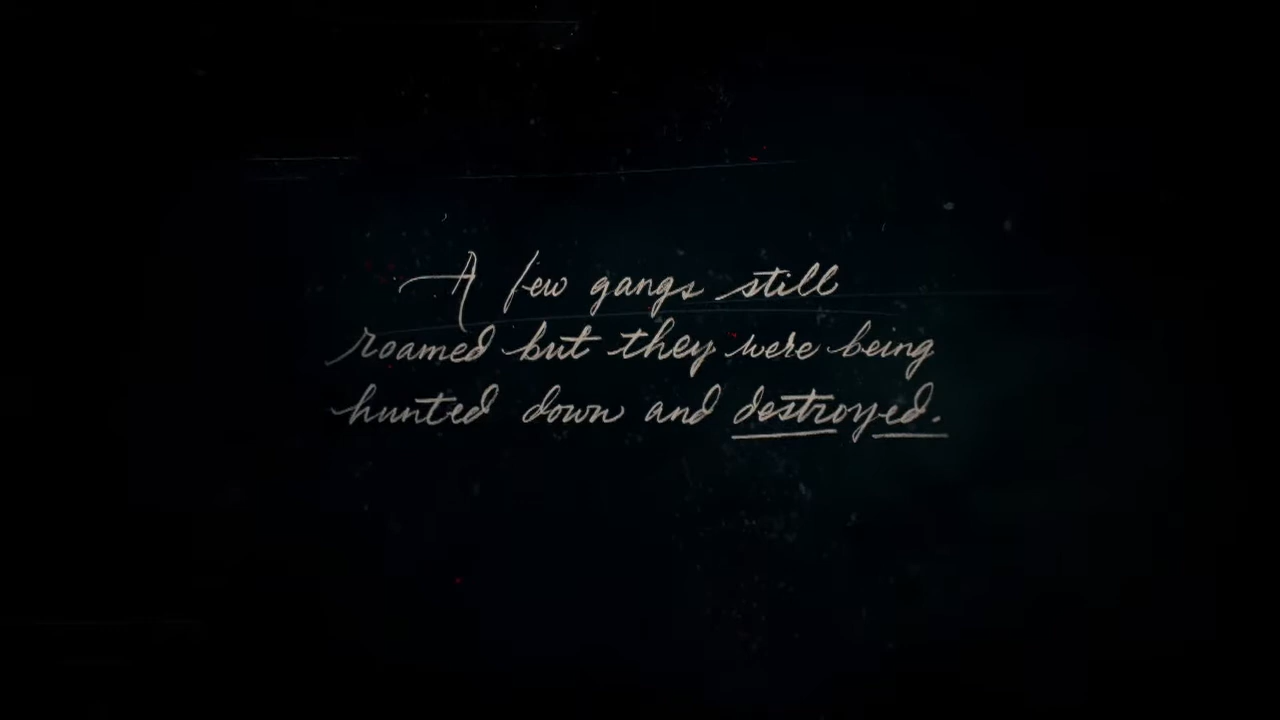 A few gangs still
roamed but they were being
hunted down and destroyed.